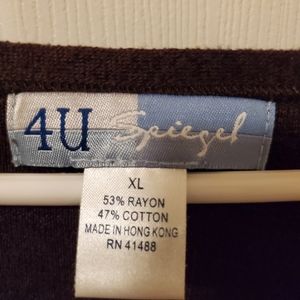 4U Spiegel
XL
53% RAYON
47% COTTON
MADE IN HONG KONG
RN 41488